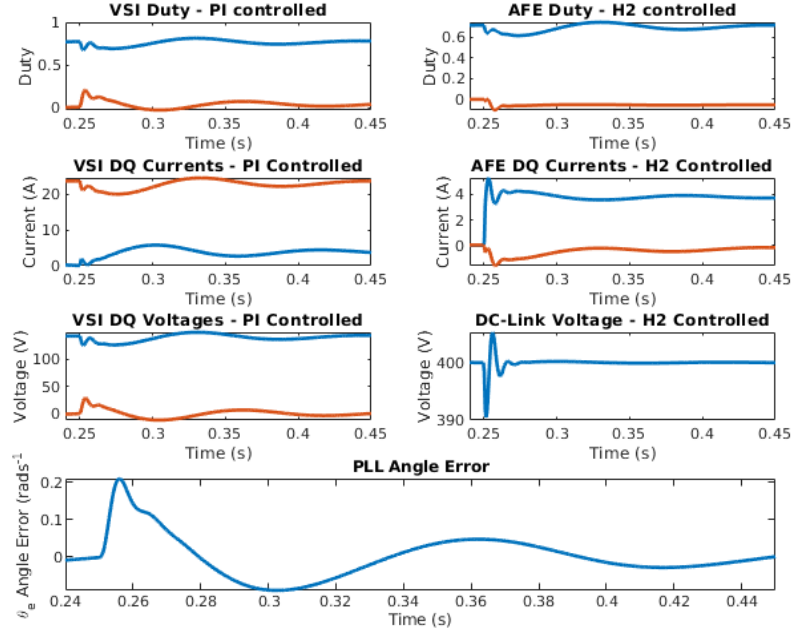 VSI Duty - PI controlled
AFE Duty - H2 controlled
1
0.5
0
Duty
0.25 0.3 0.35 0.4 0.45
Time (s)
0.6
0.4
0.2
0
Duty
0.25 0.3 0.35 0.4 0.45
Time (s)
VSI DQ Currents - PI Controlled
AFE DQ Currents - H2 Controlled
20
10
0
Current (A)
0.25 0.3 0.35 0.4 0.45
Time (s)
4
2
0
Current (A)
0.25 0.3 0.35 0.4 0.45
Time (s)
VSI DQ Voltages - PI Controlled
DC-Link Voltage - H2 Controlled
100
50
0
Voltage (V)
0.25 0.3 0.35 0.4 0.45
Time (s)
400
390
Voltage (V)
0.25 0.3 0.35 0.4 0.45
Time (s)
PLL Angle Error
0.2
0.1
0
θe Angle Error (rads-1
0.24 0.26 0.28 0.3 0.32 0.34 0.36 0.38 0.4 0.42 0.44
Time (s)